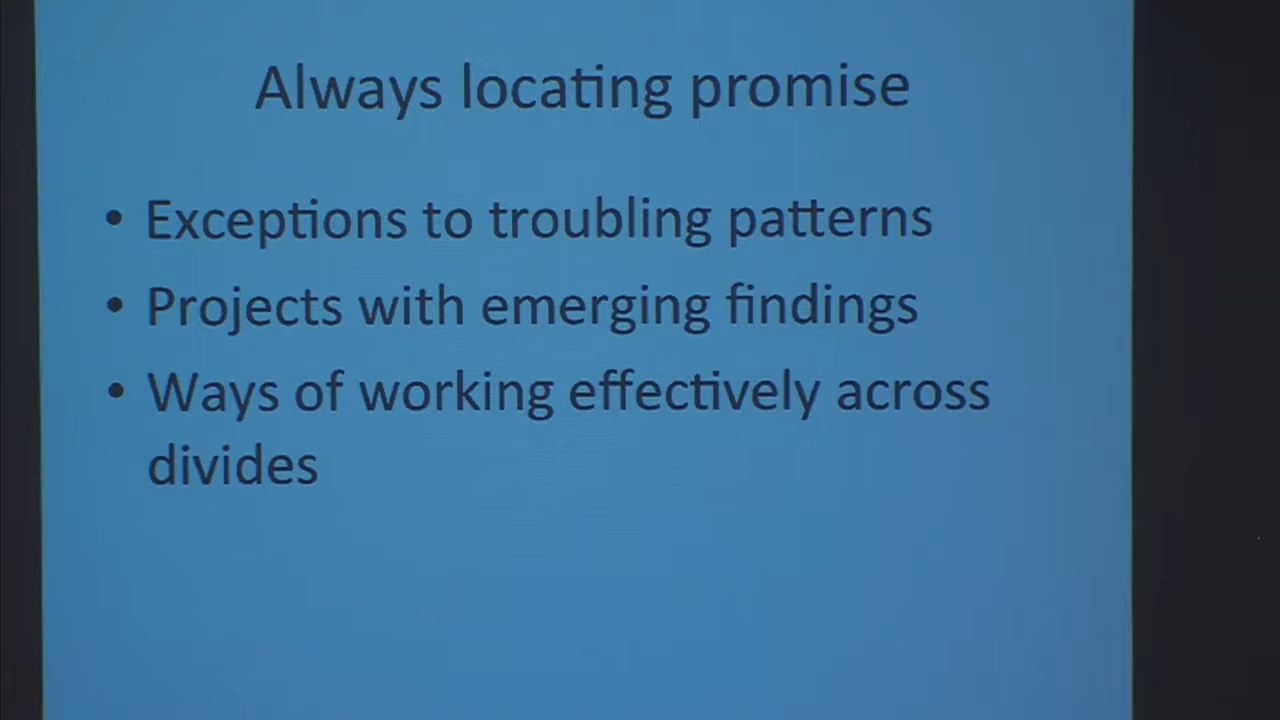 Always locating promise
• Exceptions to troubling patterns
• Projects with emerging findings
• Ways of working effectively across
divides